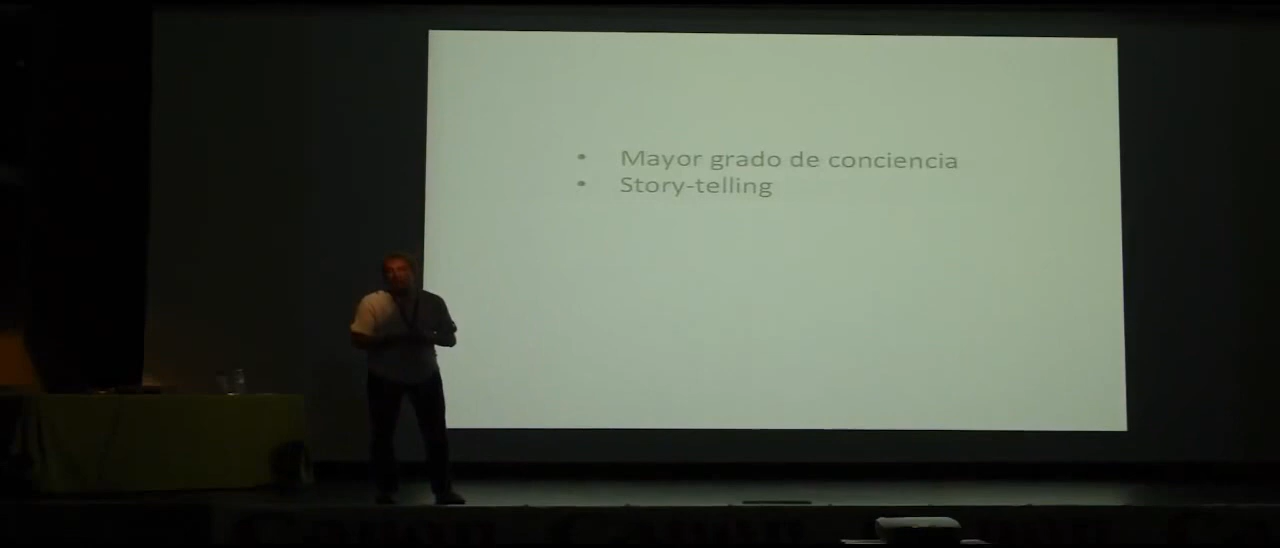 • Mayor grado de conciencia
• Story-telling